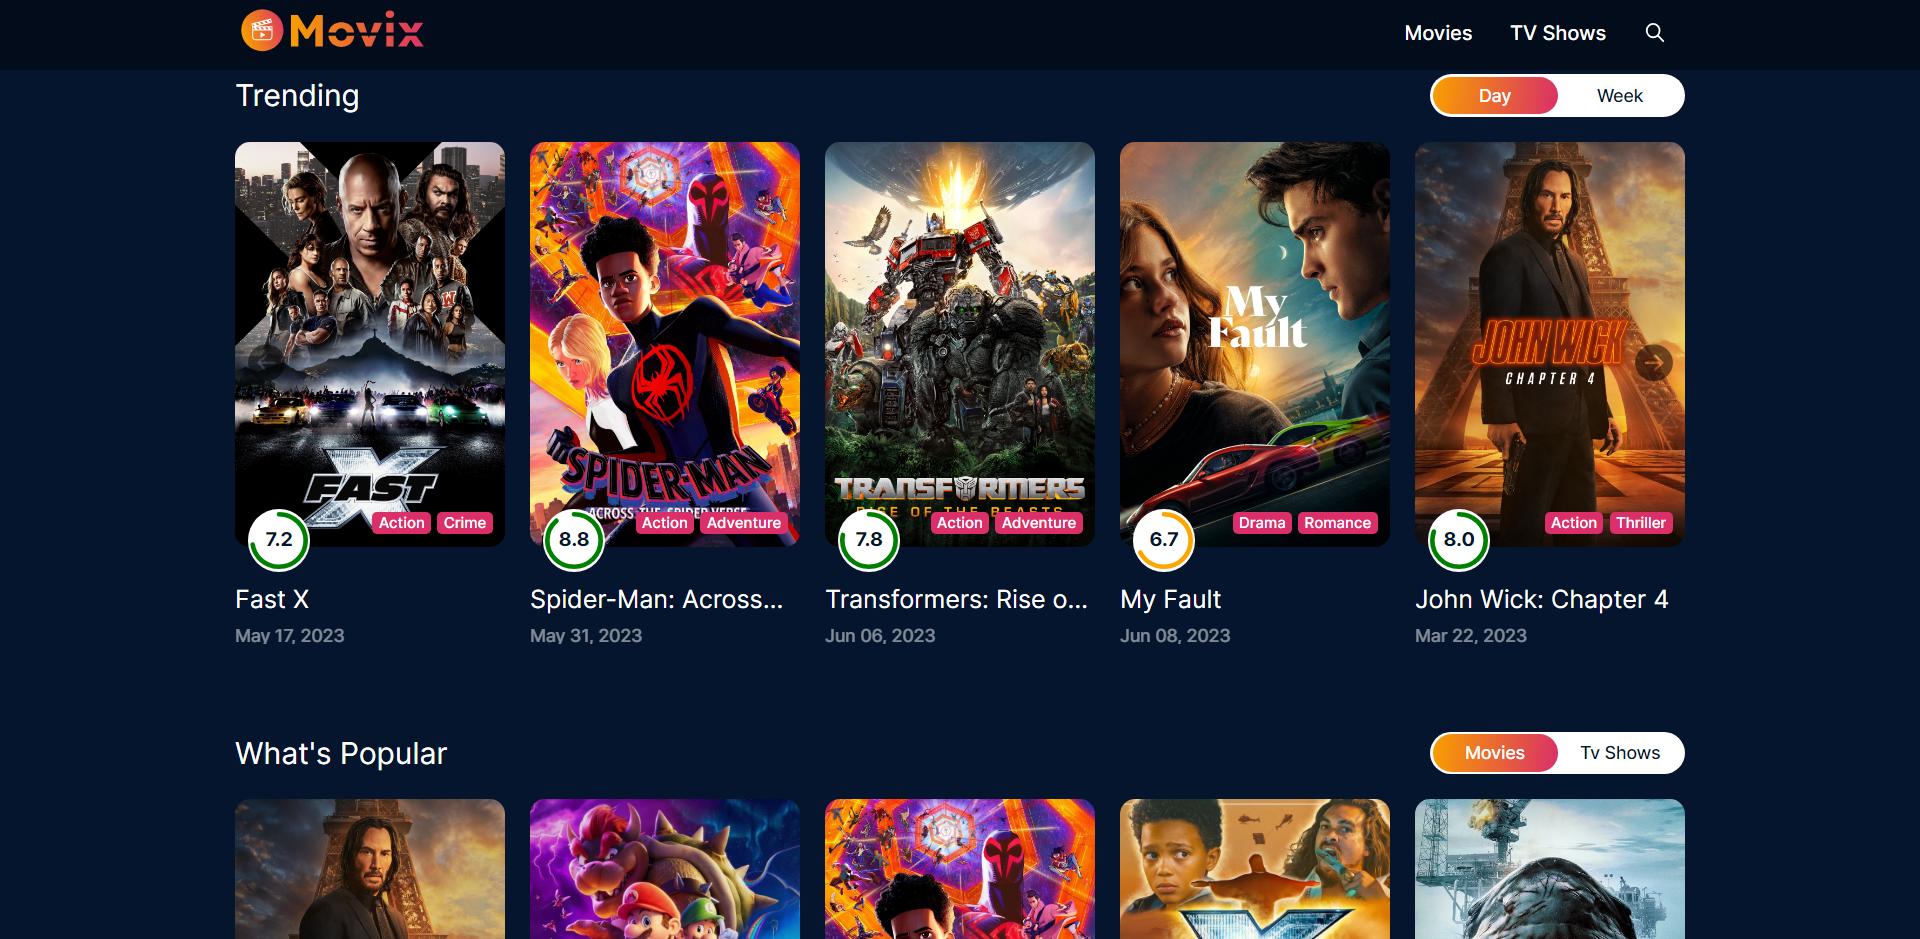 Movix
Movies
TV Shows
Trending
Day
Week
FAST X
Action
Crime
7.2
Fast X
May 17, 2023
SPIDER-MAN
ACROSS THE SPIDER-VERSE
Action
Adventure
8.8
Spider-Man: Across...
May 31, 2023
TRANSFORMERS
RISE OF THE BEASTS
Action
Adventure
7.8
Transformers: Rise o...
Jun 06, 2023
My
Fault
Drama
Romance
6.7
My Fault
Jun 08, 2023
JOHN WICK
CHAPTER 4
Action
Thriller
8.0
John Wick: Chapter 4
Mar 22, 2023
What's Popular
Movies
Tv Shows